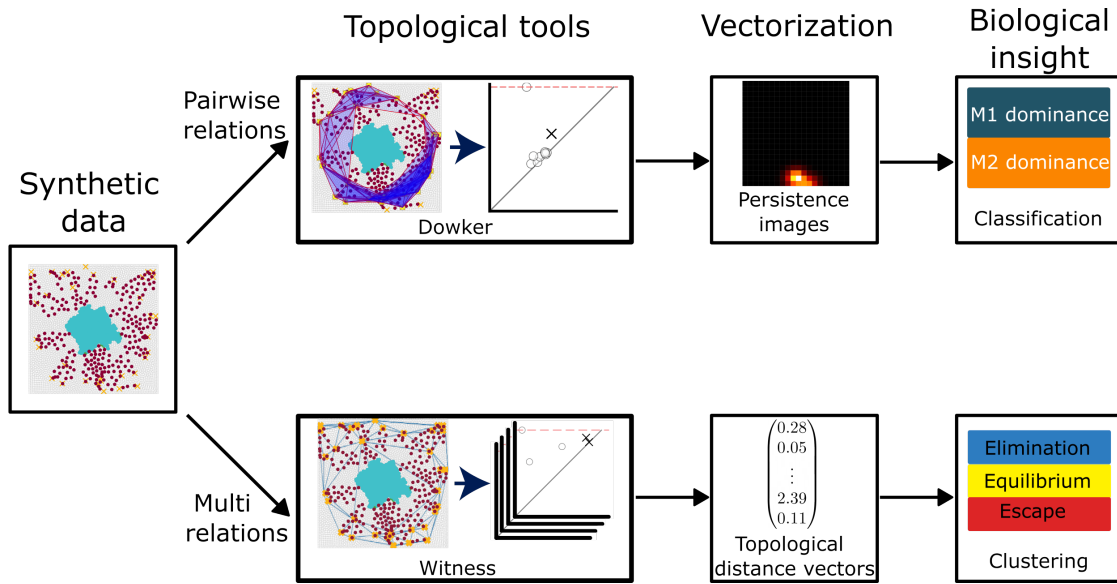 Topological tools
Vectorization
Biological
insight
Synthetic
data
Pairwise
relations
Dowker
Persistence
images
M1 dominance
M2 dominance
Classification
Multi
relations
Witness
0.28
0.05
⋮
2.39
0.11
Topological
distance vectors
Elimination
Equilibrium
Escape
Clustering